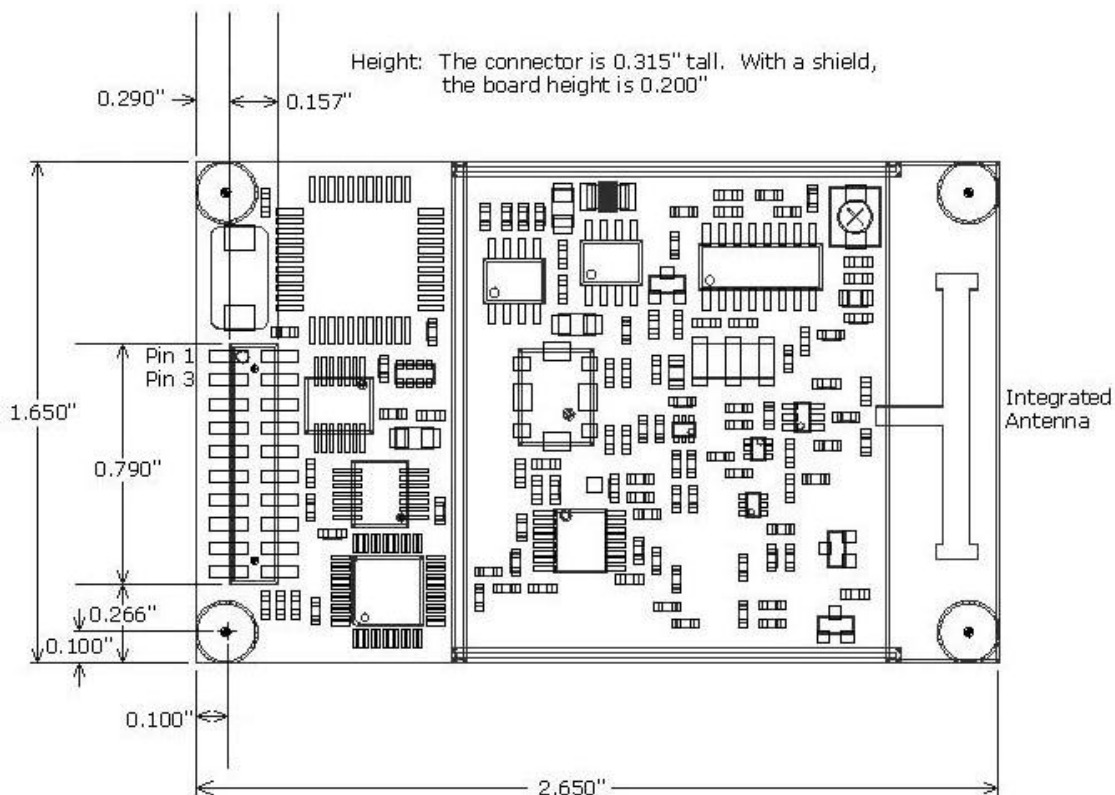 Height: The connector is 0.315" tall. With a shield,
the board height is 0.200"
0.290"
0.157"
Pin 1
Pin 3
1.650"
0.790"
Integrated
Antenna
0.266"
0.100"
0.100"
2.650"